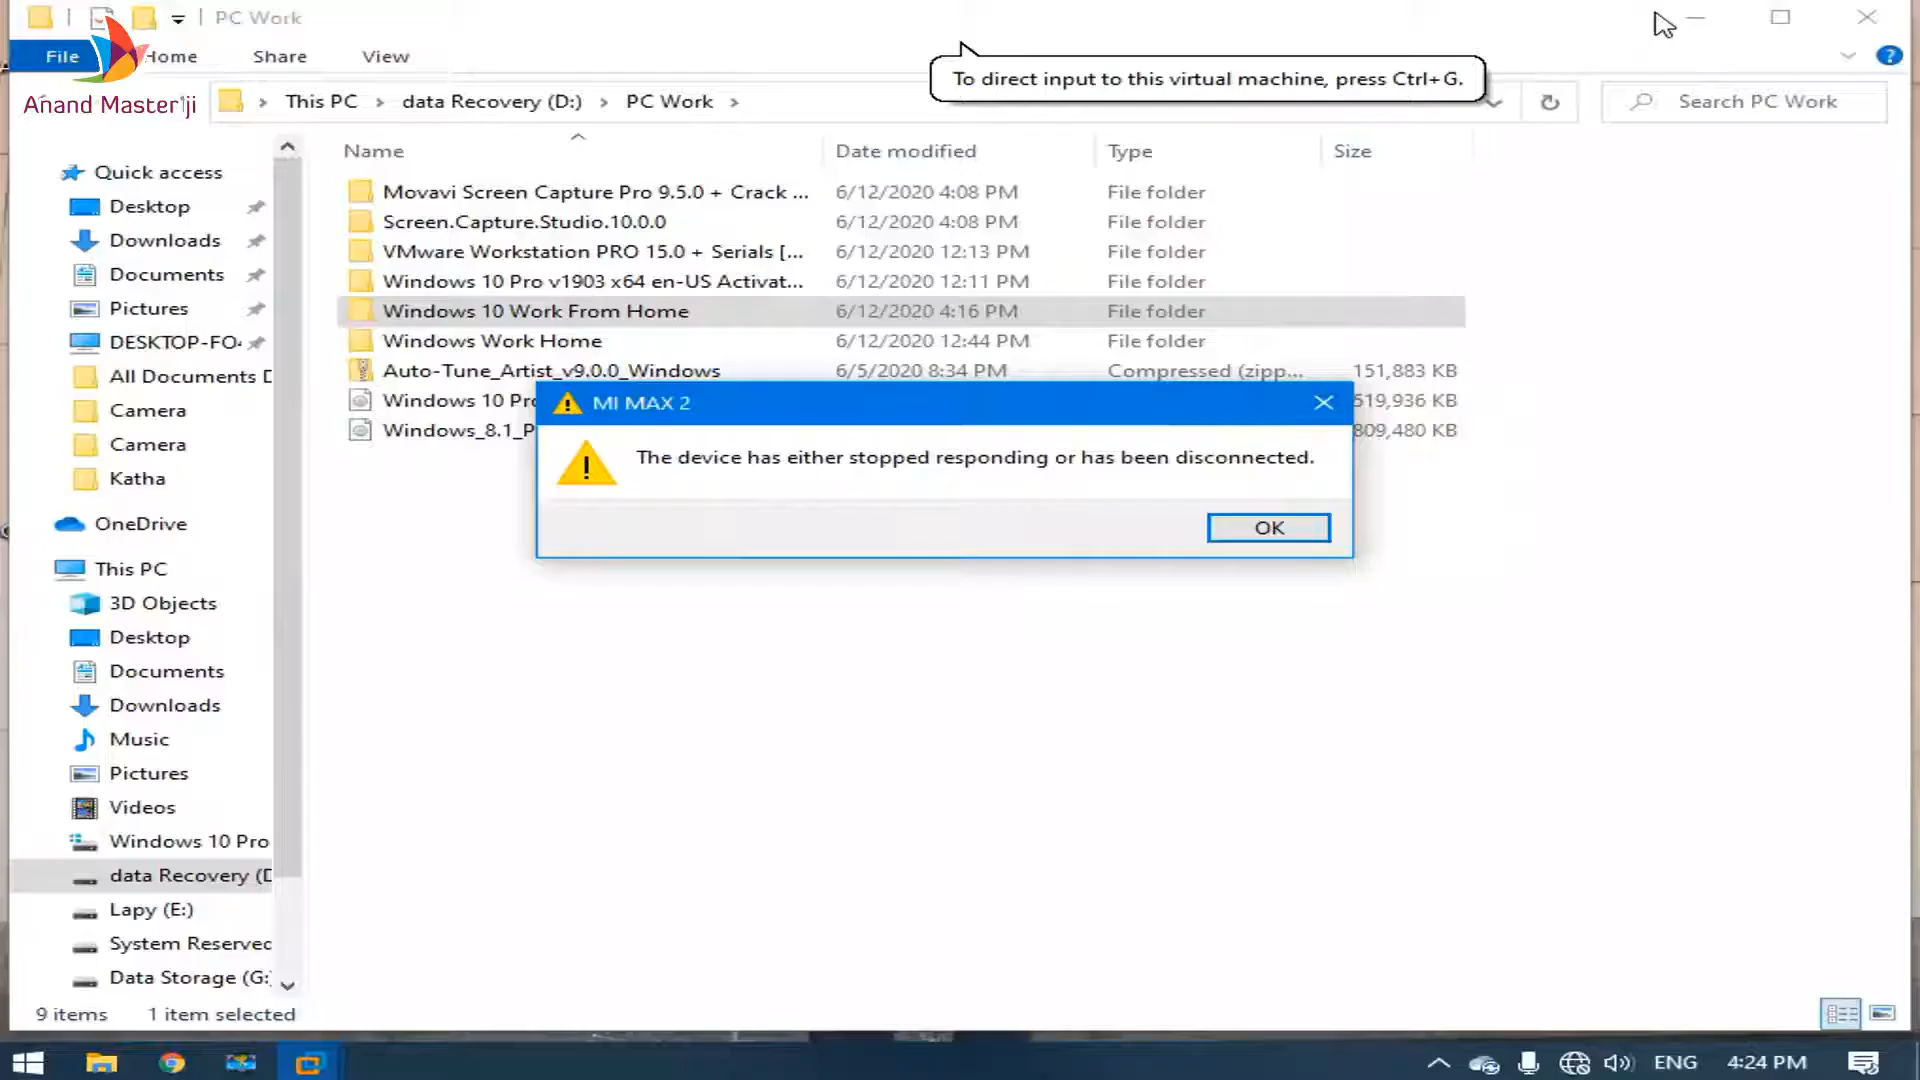 PC Work
File
Home
Share
View
To direct input to this virtual machine, press Ctrl+G.
Anand Master ji
This PC
data Recovery (D:)
PC Work
Search PC Work
Name
Date modified
Type
Size
Quick access
Desktop
Downloads
Documents
Pictures
DESKTOP-FO
All Documents
Camera
Camera
Katha
OneDrive
This PC
3D Objects
Desktop
Documents
Downloads
Music
Pictures
Videos
Windows 10 Pro
data Recovery (D
Lapy (E:)
System Reserved
Data Storage (G:
Movavi Screen Capture Pro 9.5.0 + Crack ... 6/12/2020 4:08 PM File folder
Screen.Capture.Studio.10.0.0 6/12/2020 4:08 PM File folder
VMware Workstation PRO 15.0 + Serials [... 6/12/2020 12:13 PM File folder
Windows 10 Pro v1903 x64 en-US Activat... 6/12/2020 12:11 PM File folder
Windows 10 Work From Home 6/12/2020 4:16 PM File folder
Windows Work Home 6/12/2020 12:44 PM File folder
Auto-Tune_Artist_v9.0.0_Windows 6/5/2020 8:34 PM Compressed (zipp... 151,883 KB
Windows 10 Pro 519,936 KB
Windows_8.1_P 809,480 KB
MI MAX 2
The device has either stopped responding or has been disconnected.
OK
9 items 1 item selected
ENG 4:24 PM